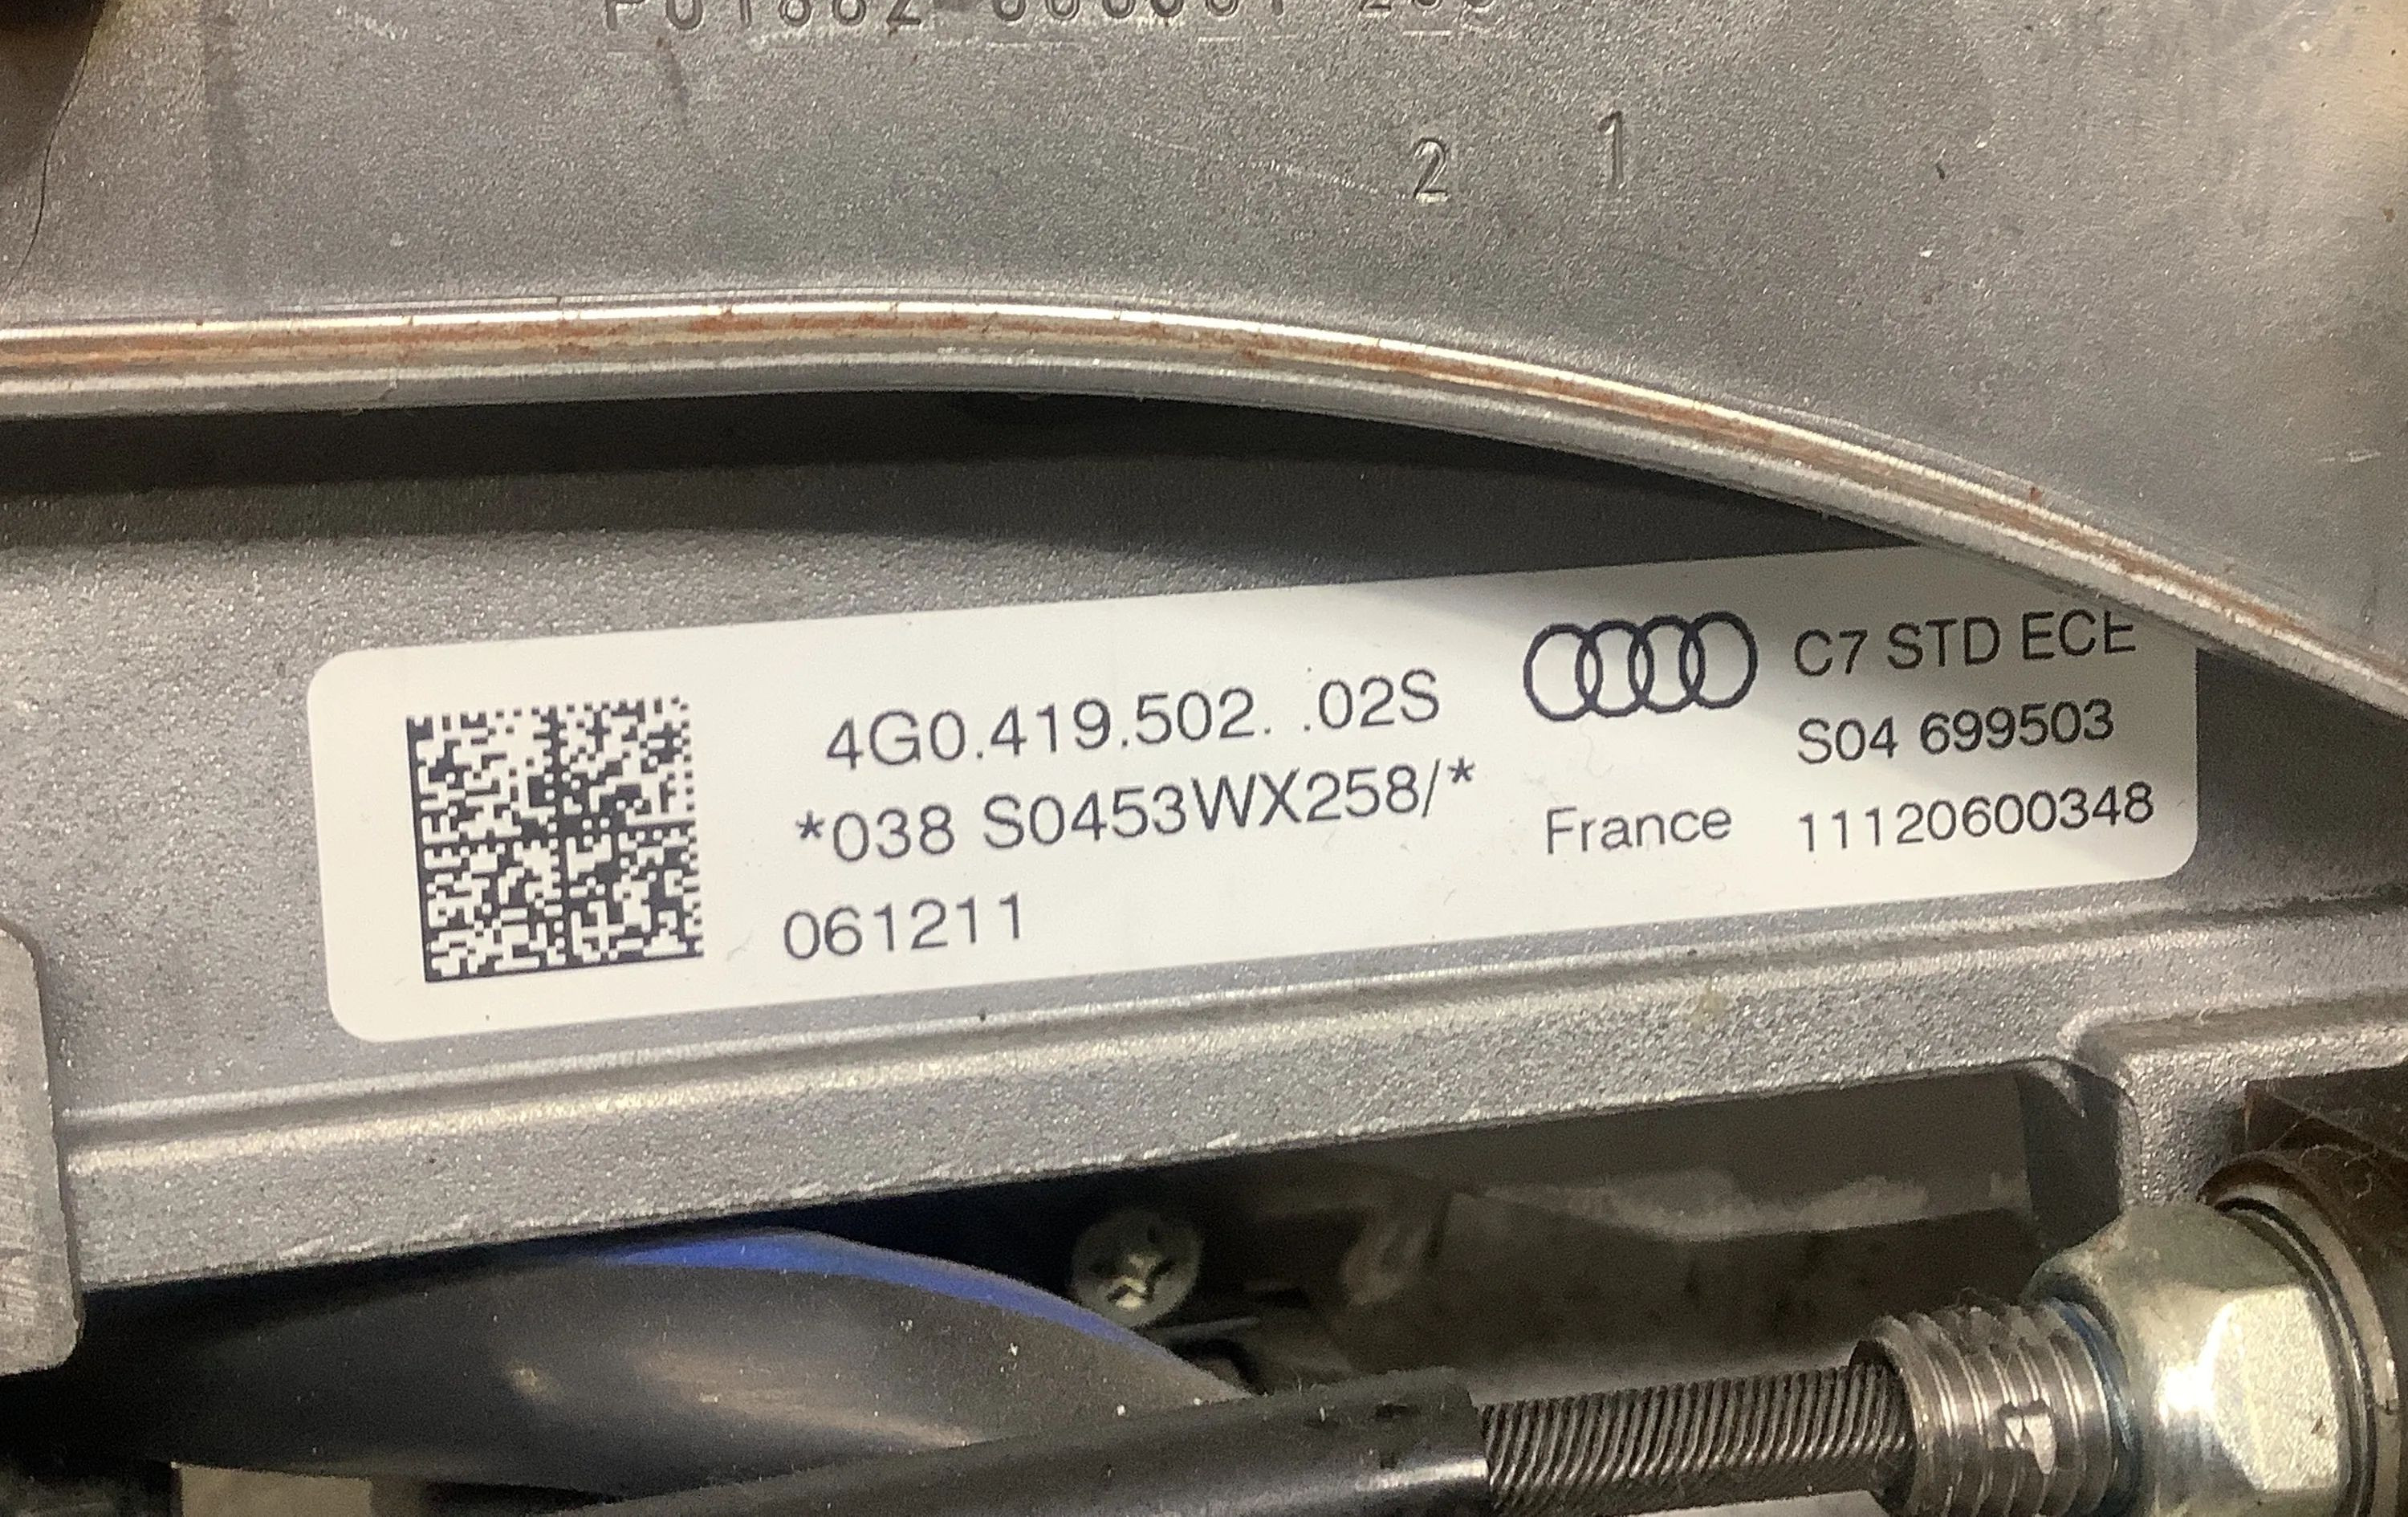 2 1
4G0.419.502. .02S
*038 S0453WX258/*
061211
France
C7 STD ECE
S04 699503
11120600348